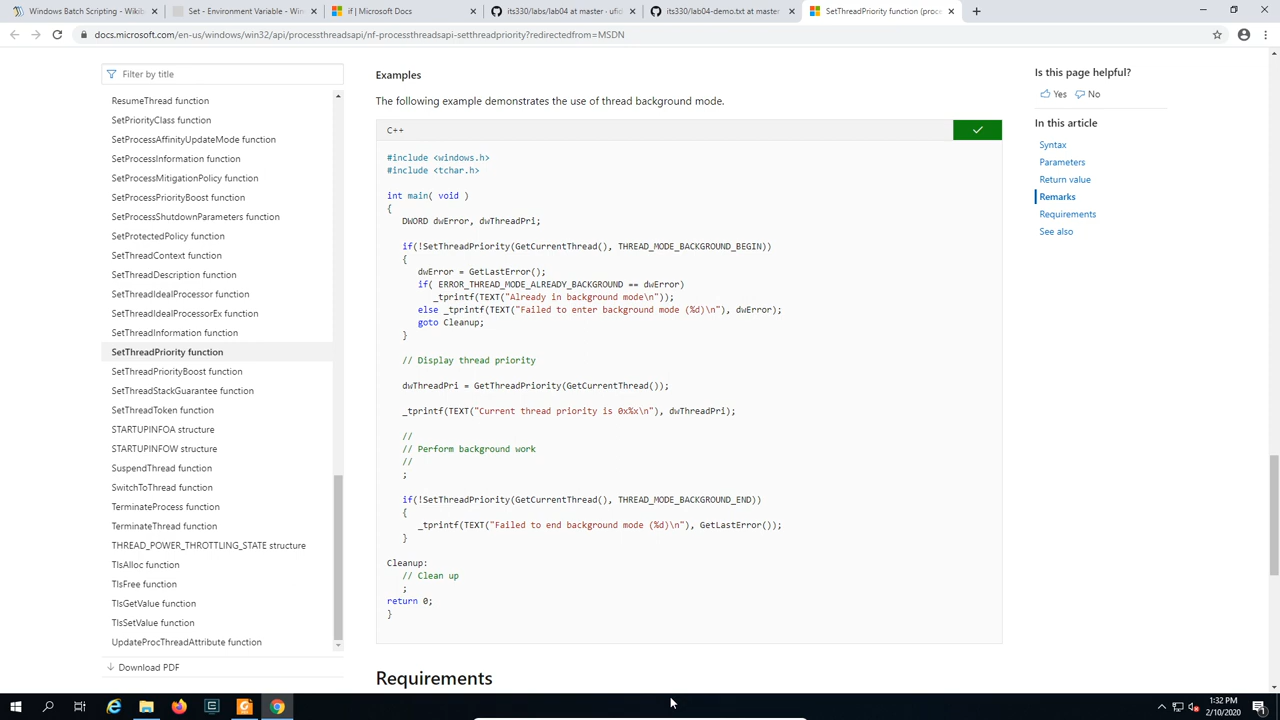 Windows Batch Scripting - Wikib
Set - Environment Variable - Win
if | Microsoft Docs
its330/labs/lab04 at master · ufid
its330/lab04-demo.txt at master
SetThreadPriority function (proc
docs.microsoft.com/en-us/windows/win32/api/processthreadsapi/nf-processthreadsapi-setthreadpriority?redirectedfrom=MSDN
Filter by title
ResumeThread function
SetPriorityClass function
SetProcessAffinityUpdateMode function
SetProcessInformation function
SetProcessMitigationPolicy function
SetProcessPriorityBoost function
SetProcessShutdownParameters function
SetProtectedPolicy function
SetThreadContext function
SetThreadDescription function
SetThreadIdealProcessor function
SetThreadIdealProcessorEx function
SetThreadInformation function
SetThreadPriority function
SetThreadPriorityBoost function
SetThreadStackGuarantee function
SetThreadToken function
STARTUPINFOA structure
STARTUPINFOW structure
SuspendThread function
SwitchToThread function
TerminateProcess function
TerminateThread function
THREAD_POWER_THROTTLING_STATE structure
TlsAlloc function
TlsFree function
TlsGetValue function
TlsSetValue function
UpdateProcThreadAttribute function
Download PDF
Examples
The following example demonstrates the use of thread background mode.
C++
#include <windows.h>
#include <tchar.h>
int main( void )
{
DWORD dwError, dwThreadPri;
if(!SetThreadPriority(GetCurrentThread(), THREAD_MODE_BACKGROUND_BEGIN))
{
dwError = GetLastError();
if( ERROR_THREAD_MODE_ALREADY_BACKGROUND == dwError)
_tprintf(TEXT("Already in background mode\n"));
else _tprintf(TEXT("Failed to enter background mode (%d)\n"), dwError);
goto Cleanup;
}
// Display thread priority
dwThreadPri = GetThreadPriority(GetCurrentThread());
_tprintf(TEXT("Current thread priority is 0x%x\n"), dwThreadPri);
//
// Perform background work
//
;
if(!SetThreadPriority(GetCurrentThread(), THREAD_MODE_BACKGROUND_END))
{
_tprintf(TEXT("Failed to end background mode (%d)\n"), GetLastError());
}
Cleanup:
// Clean up
;
return 0;
}
Requirements
Is this page helpful?
Yes No
In this article
Syntax
Parameters
Return value
Remarks
Requirements
See also
1:32 PM
2/10/2020
1